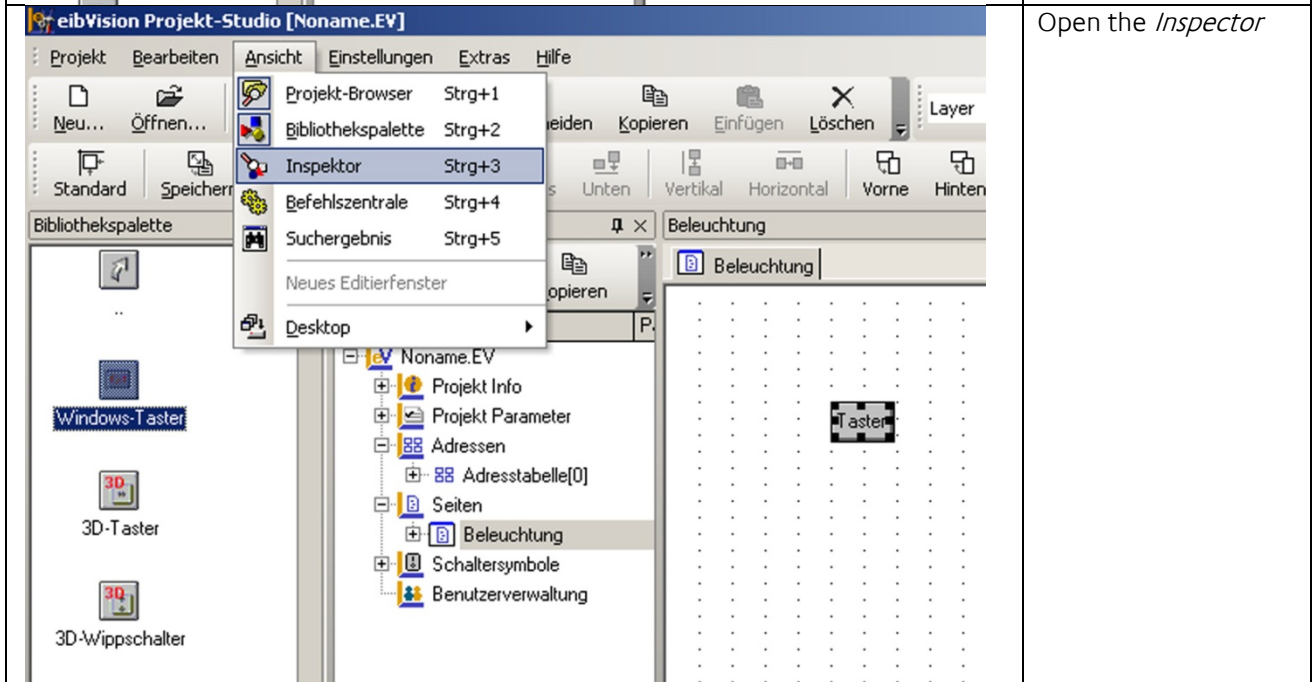 eibVision Projekt-Studio [Noname.EV]
Open the Inspector
Projekt Bearbeiten Ansicht Einstellungen Extras Hilfe
Neu... Öffnen... Kopieren Einfügen Löschen Layer
Projekt-Browser Strg+1
Bibliothekspalette Strg+2
Inspektor Strg+3
Befehlszentrale Strg+4
Suchergebnis Strg+5
Neues Editierfenster
Desktop
Standard Unten Vertikal Horizontal Vorne Hinten
Bibliothekspalette
..
Windows-Taster
3D-Taster
3D-Wippschalter
Noname.EV
Projekt Info
Projekt Parameter
Adressen
Adresstabelle[0]
Seiten
Beleuchtung
Schaltersymbole
Benutzerverwaltung
Beleuchtung
Beleuchtung
Taster